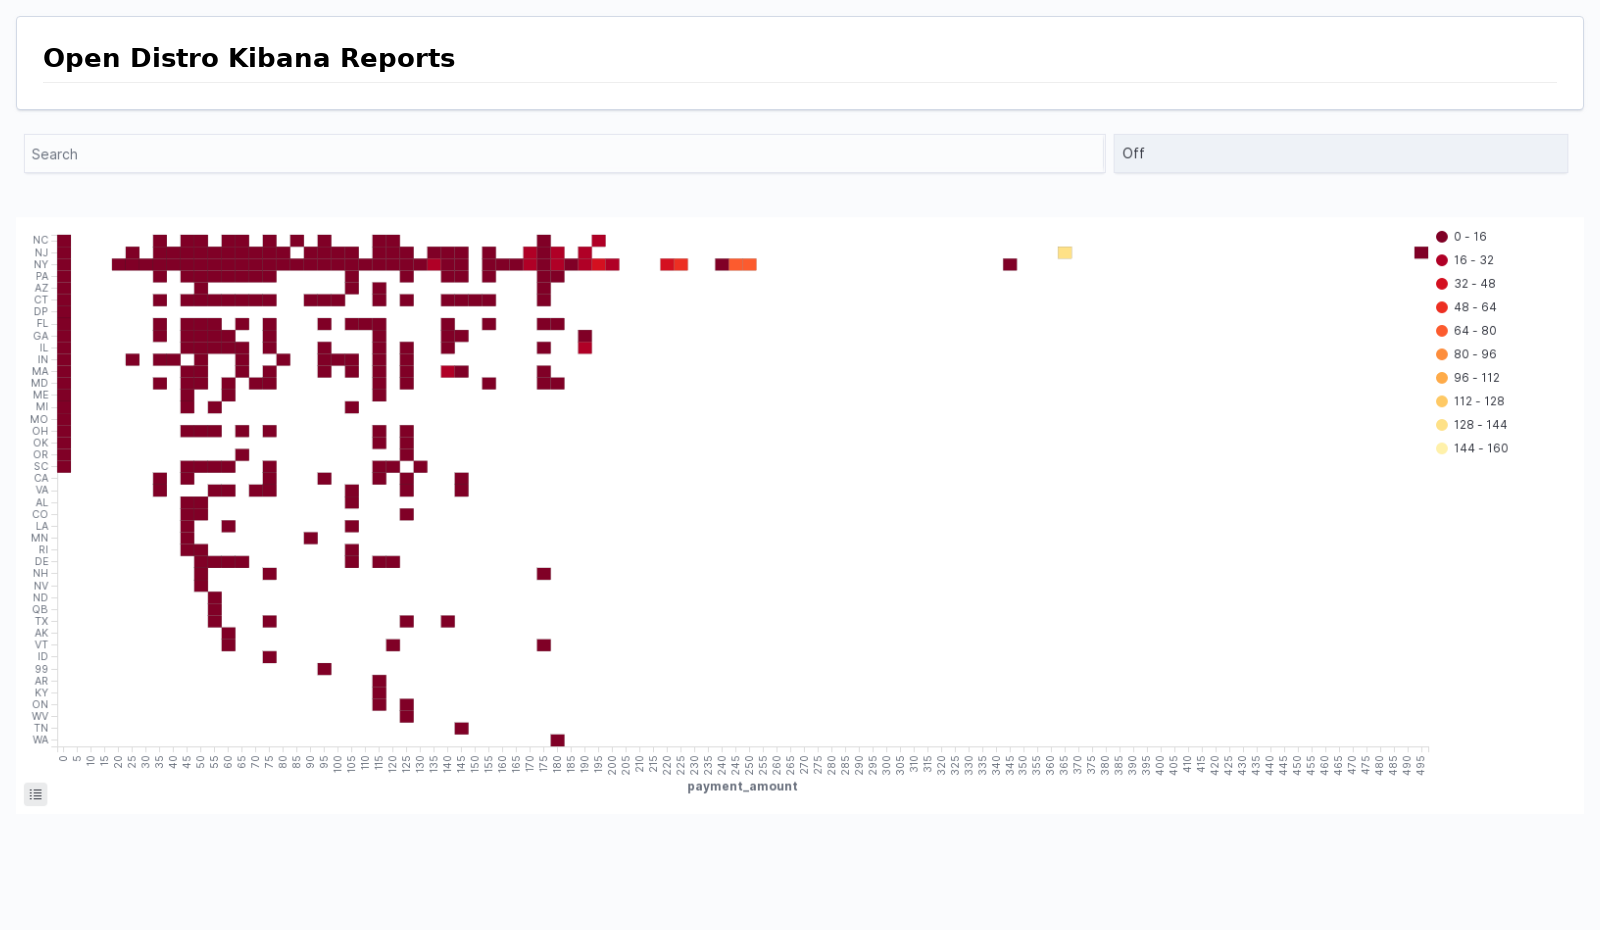 Open Distro Kibana Reports
Search
Off
NC
NJ
NY
PA
AZ
CT
DP
FL
GA
IL
IN
MA
MD
ME
MI
MO
OH
OK
OR
SC
CA
VA
AL
CO
LA
MN
RI
DE
NH
NV
ND
QB
TX
AK
VT
ID
99
AR
KY
ON
WV
TN
WA
0 - 16
16 - 32
32 - 48
48 - 64
64 - 80
80 - 96
96 - 112
112 - 128
128 - 144
144 - 160
0 5 10 15 20 25 30 35 40 45 50 55 60 65 70 75 80 85 90 95 100 105 110 115 120 125 130 135 140 145 150 155 160 165 170 175 180 185 190 195 200 205 210 215 220 225 230 235 240 245 250 255 260 265 270 275 280 285 290 295 300 305 310 315 320 325 330 335 340 345 350 355 360 365 370 375 380 385 390 395 400 405 410 415 420 425 430 435 440 445 450 455 460 465 470 475 480 485 490 495
payment_amount